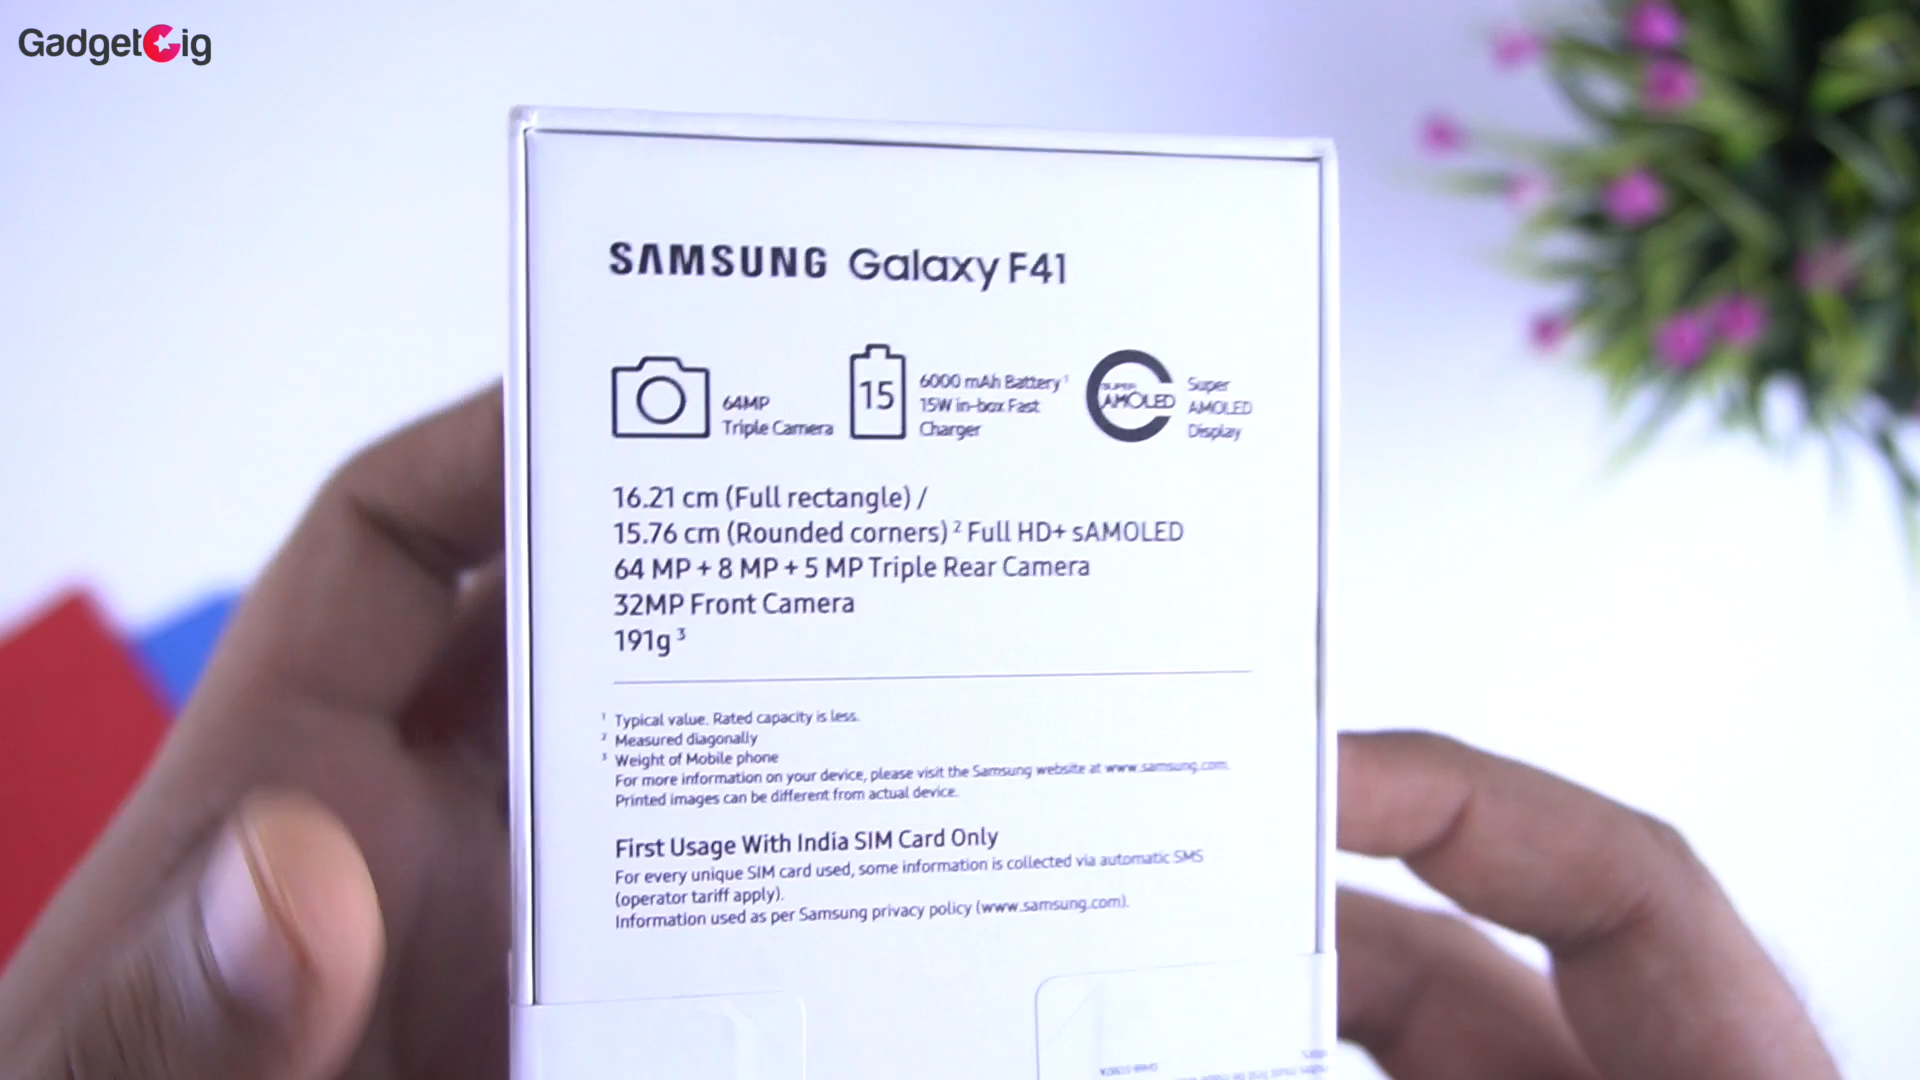 GadgetGig
SAMSUNG Galaxy F41
64MP
Triple Camera
15
6000 mAh Battery¹
15W in-box Fast
Charger
SUPER
AMOLED
Super
AMOLED
Display
16.21 cm (Full rectangle) /
15.76 cm (Rounded corners) ² Full HD+ sAMOLED
64 MP + 8 MP + 5 MP Triple Rear Camera
32MP Front Camera
191g ³
¹ Typical value. Rated capacity is less.
² Measured diagonally
³ Weight of Mobile phone
For more information on your device, please visit the Samsung website at www.samsung.com.
Printed images can be different from actual device.
First Usage With India SIM Card Only
For every unique SIM card used, some information is collected via automatic SMS
(operator tariff apply).
Information used as per Samsung privacy policy (www.samsung.com).